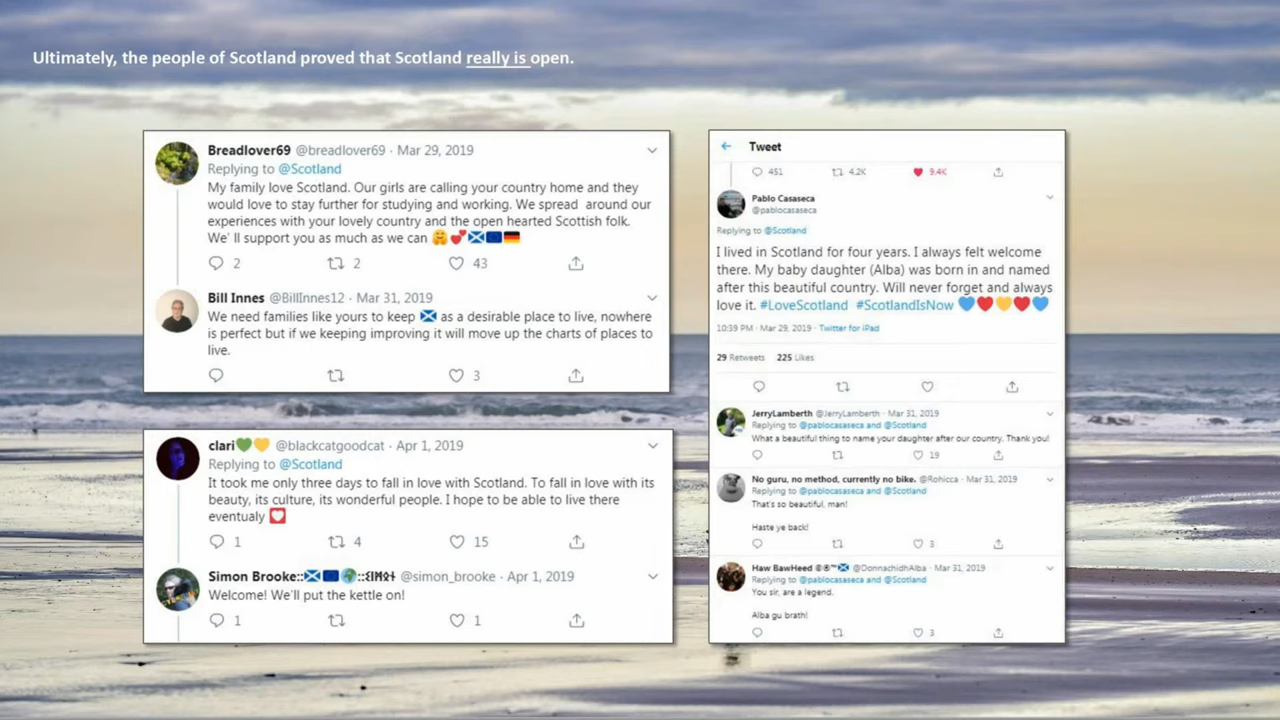 Ultimately, the people of Scotland proved that Scotland really is open.
Breadlover69 @breadlover69 · Mar 29, 2019
Replying to @Scotland
My family love Scotland. Our girls are calling your country home and they
would love to stay further for studying and working. We spread around our
experiences with your lovely country and the open hearted Scottish folk.
We' ll support you as much as we can 🤗💕🏴󠁧󠁢󠁳󠁣󠁴󠁿🇪🇺🇩🇪
2 2 43
Bill Innes @BillInnes12 · Mar 31, 2019
We need families like yours to keep 🏴󠁧󠁢󠁳󠁣󠁴󠁿 as a desirable place to live, nowhere
is perfect but if we keeping improving it will move up the charts of places to
live.
3
clari💚💛 @blackcatgoodcat · Apr 1, 2019
Replying to @Scotland
It took me only three days to fall in love with Scotland. To fall in love with its
beauty, its culture, its wonderful people. I hope to be able to live there
eventualy 💟
1 4 15
Simon Brooke::🏴󠁧󠁢󠁳󠁣󠁴󠁿🇪🇺🌍:: @simon_brooke · Apr 1, 2019
Welcome! We'll put the kettle on!
1 1
← Tweet
451 4.2K 9.4K
Pablo Casaseca
@pablocasaseca
Replying to @Scotland
I lived in Scotland for four years. I always felt welcome
there. My baby daughter (Alba) was born in and named
after this beautiful country. Will never forget and always
love it. #LoveScotland #ScotlandIsNow 💙❤️💛❤️💙
10:39 PM · Mar 29, 2019 · Twitter for iPad
29 Retweets 225 Likes
JerryLamberth @JerryLamberth · Mar 31, 2019
Replying to @pablocasaseca and @Scotland
What a beautiful thing to name your daughter after our country. Thank you!
19
No guru, no method, currently no bike. @Rohicca · Mar 31, 2019
Replying to @pablocasaseca and @Scotland
That's so beautiful, man!
Haste ye back!
3
Haw BawHeed ®®™🏴󠁧󠁢󠁳󠁣󠁴󠁿 @DonnachidhAlba · Mar 31, 2019
Replying to @pablocasaseca and @Scotland
You sir, are a legend.
Alba gu brath!
3